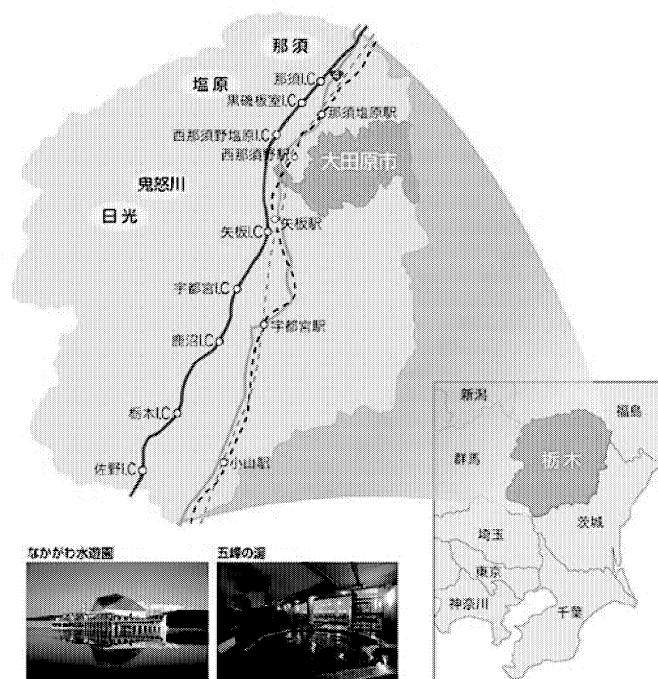 那須
那須I.C
塩原
黒磯板室I.C
那須塩原駅
西那須野塩原I.C
西那須野駅
大田原市
鬼怒川
日光
矢板駅
矢板I.C
宇都宮I.C
宇都宮駅
鹿沼I.C
栃木I.C
佐野I.C
小山駅
新潟
福島
群馬
栃木
茨城
埼玉
東京
神奈川
千葉
なかがわ水遊園
五峰の湯